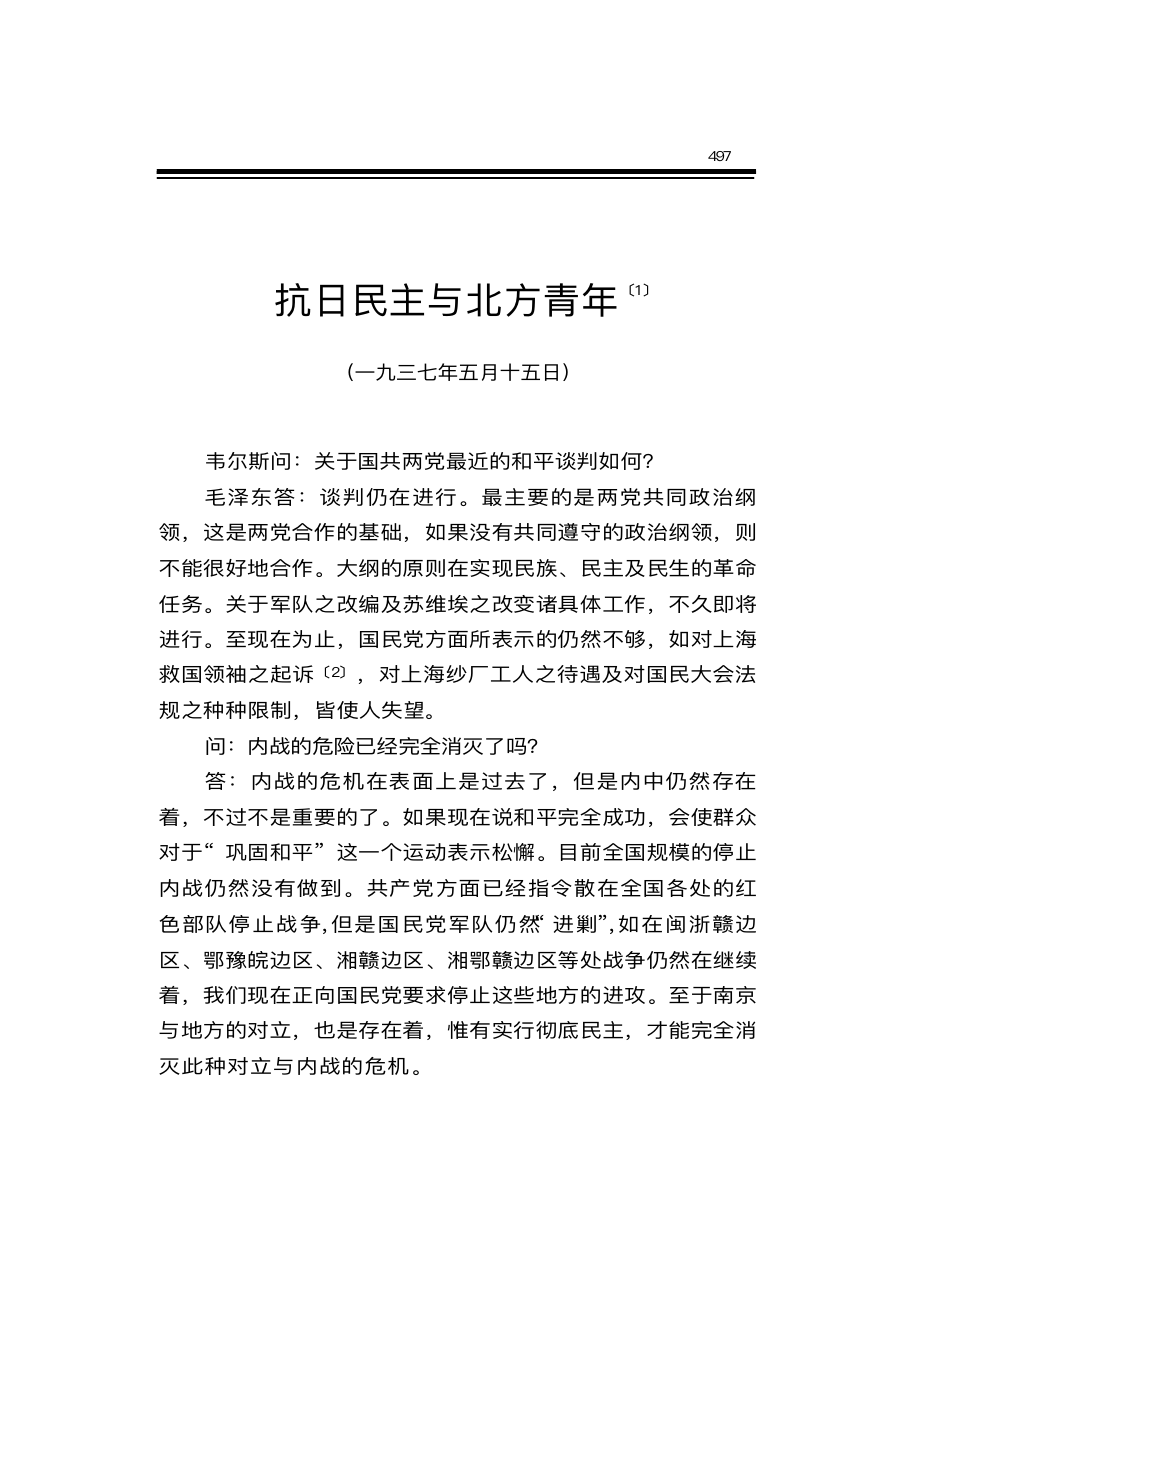 497
抗日民主与北方青年〔1〕
（一九三七年五月十五日）
韦尔斯问：关于国共两党最近的和平谈判如何？
毛泽东答：谈判仍在进行。最主要的是两党共同政治纲
领，这是两党合作的基础，如果没有共同遵守的政治纲领，则
不能很好地合作。大纲的原则在实现民族、民主及民生的革命
任务。关于军队之改编及苏维埃之改变诸具体工作，不久即将
进行。至现在为止，国民党方面所表示的仍然不够，如对上海
救国领袖之起诉〔2〕，对上海纱厂工人之待遇及对国民大会法
规之种种限制，皆使人失望。
问：内战的危险已经完全消灭了吗？
答：内战的危机在表面上是过去了，但是内中仍然存在
着，不过不是重要的了。如果现在说和平完全成功，会使群众
对于“巩固和平”这一个运动表示松懈。目前全国规模的停止
内战仍然没有做到。共产党方面已经指令散在全国各处的红
色部队停止战争,但是国民党军队仍然“进剿”,如在闽浙赣边
区、鄂豫皖边区、湘赣边区、湘鄂赣边区等处战争仍然在继续
着，我们现在正向国民党要求停止这些地方的进攻。至于南京
与地方的对立，也是存在着，惟有实行彻底民主，才能完全消
灭此种对立与内战的危机。